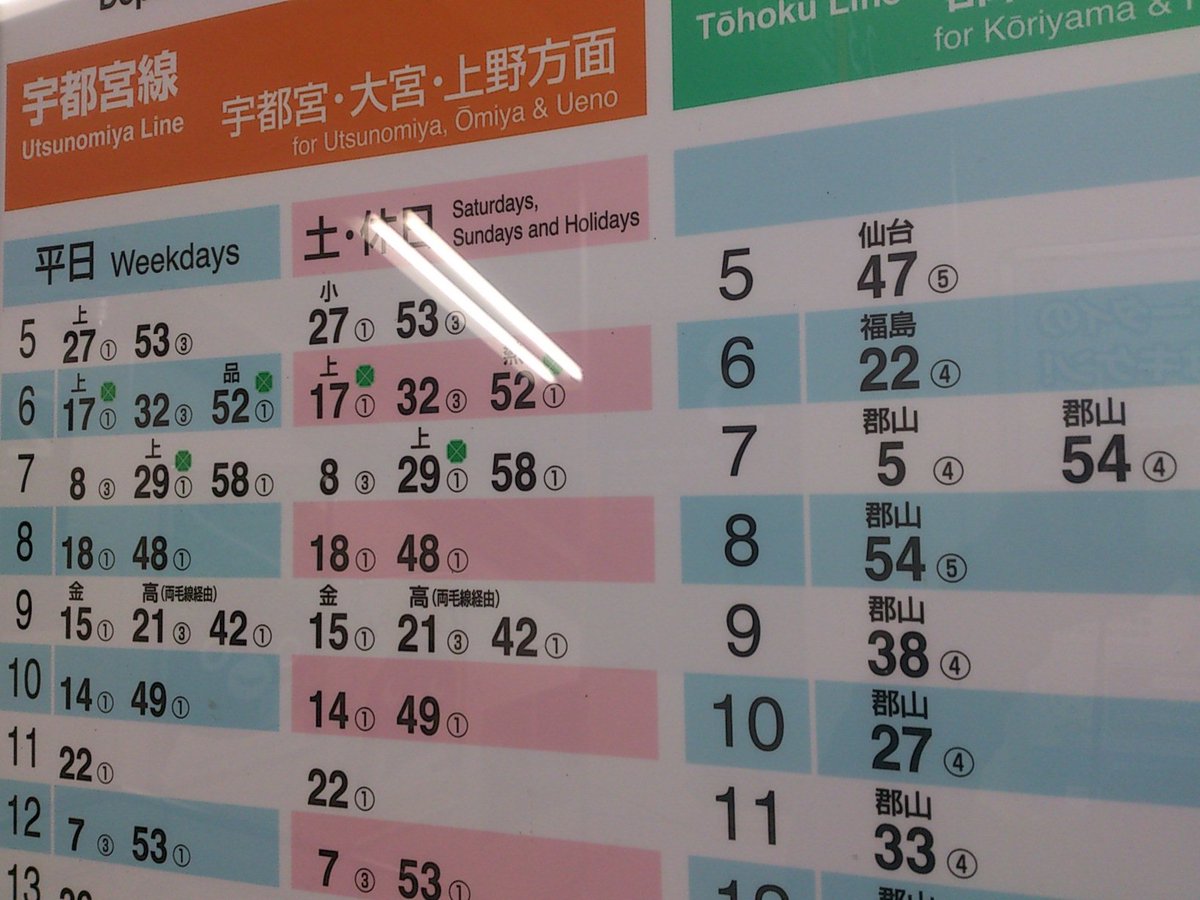 宇都宮線 宇都宮・大宮・上野方面
Utsunomiya Line for Utsunomiya, Ōmiya & Ueno
平日 Weekdays
土・休日 Saturdays,
Sundays and Holidays
上 小
5 27① 53③ 27① 53③
上 品 上
6 17① 32③ 52① 17① 32③ 52①
上 上
7 8③ 29① 58① 8③ 29① 58①
8 18① 48① 18① 48①
金 高(両毛線経由) 金 高(両毛線経由)
9 15① 21③ 42① 15① 21③ 42①
10 14① 49① 14① 49①
11 22① 22①
12 7③ 53① 7③ 53①
13
Tōhoku Line
for Kōriyama &
仙台
5 47⑤
福島
6 22④
郡山 郡山
7 5④ 54④
郡山
8 54⑤
郡山
9 38④
郡山
10 27④
郡山
11 33④
郡山